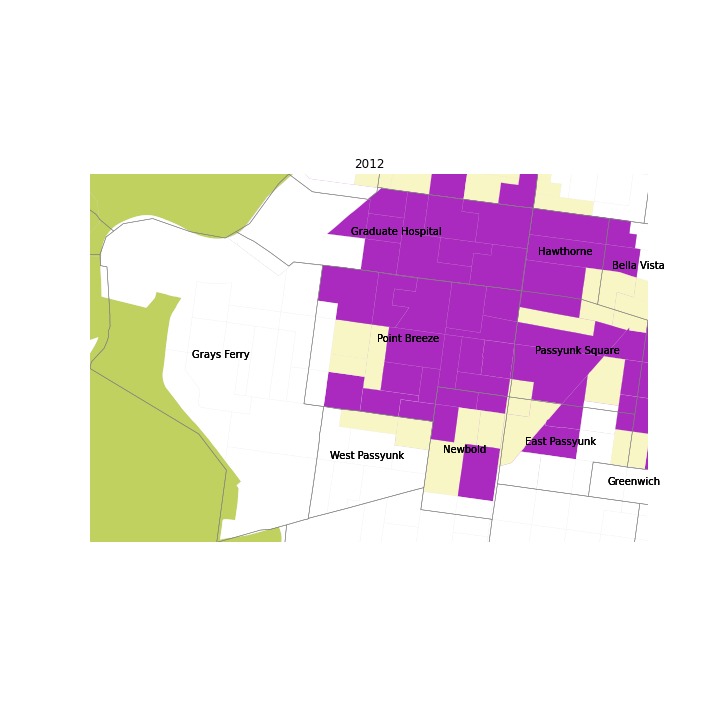 2012
Graduate Hospital
Hawthorne
Bella Vista
Point Breeze
Passyunk Square
Grays Ferry
East Passyunk
Newbold
West Passyunk
Greenwich